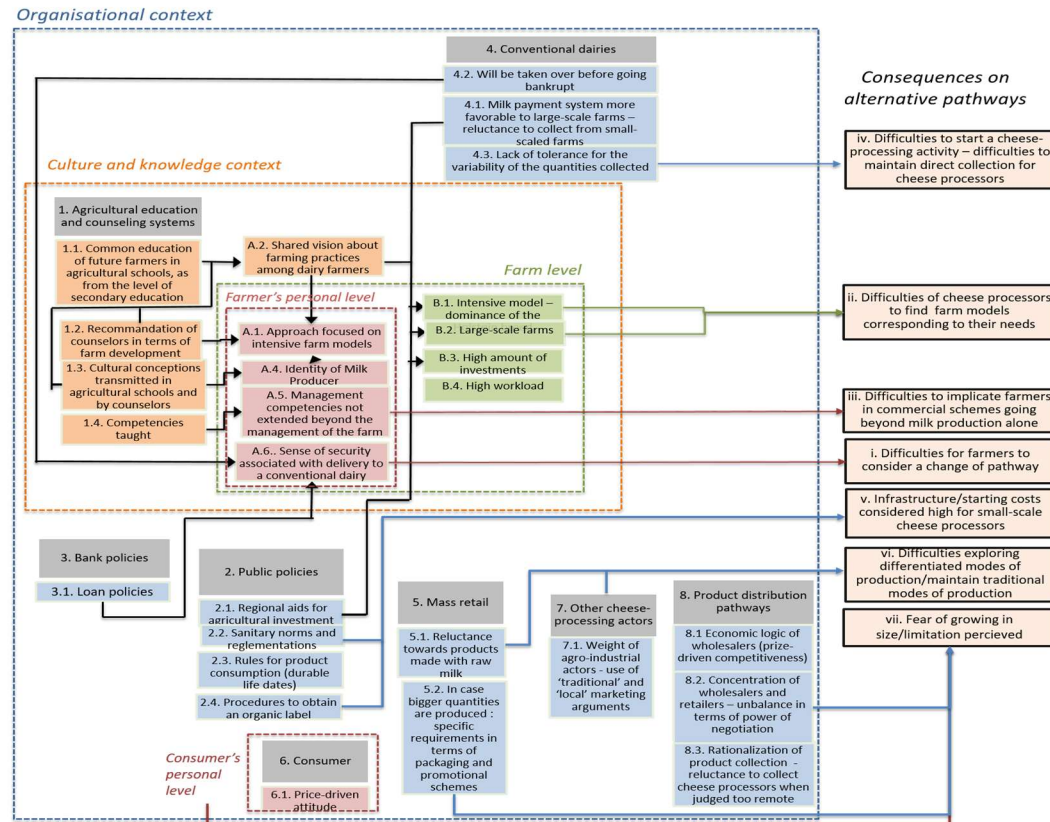 Organisational context
4. Conventional dairies
4.2. Will be taken over before going
bankrupt
4.1. Milk payment system more
favorable to large-scale farms –
reluctance to collect from small-
scaled farms
4.3. Lack of tolerance for the
variability of the quantities collected
Consequences on
alternative pathways
iv. Difficulties to start a cheese-
processing activity – difficulties to
maintain direct collection for
cheese processors
Culture and knowledge context
1. Agricultural education
and counseling systems
1.1. Common education
of future farmers in
agricultural schools, as
from the level of
secondary education
A.2. Shared vision about
farming practices
among dairy farmers
Farm level
Farmer's personal level
1.2. Recommandation of
counselors in terms of
farm development
1.3. Cultural conceptions
transmitted in
agricultural schools and
by counselors
1.4. Competencies
taught
A.1. Approach focused on
intensive farm models
A.4. Identity of Milk
Producer
A.5. Management
competencies not
extended beyond the
management of the farm
A.6.. Sense of security
associated with delivery to
a conventional dairy
B.1. Intensive model –
dominance of the
B.2. Large-scale farms
B.3. High amount of
investments
B.4. High workload
ii. Difficulties of cheese processors
to find farm models
corresponding to their needs
iii. Difficulties to implicate farmers
in commercial schemes going
beyond milk production alone
i. Difficulties for farmers to
consider a change of pathway
v. Infrastructure/starting costs
considered high for small-scale
cheese processors
vi. Difficulties exploring
differentiated modes of
production/maintain traditional
modes of production
vii. Fear of growing in
size/limitation percieved
3. Bank policies
3.1. Loan policies
2. Public policies
2.1. Regional aids for
agricultural investment
2.2. Sanitary norms and
reglementations
2.3. Rules for product
consumption (durable
life dates)
2.4. Procedures to obtain
an organic label
5. Mass retail
5.1. Reluctance
towards products
made with raw
milk
5.2. In case
bigger quantities
are produced :
specific
requirements in
terms of
packaging and
promotional
schemes
7. Other cheese-
processing actors
7.1. Weight of
agro-industrial
actors - use of
'traditional' and
'local' marketing
arguments
8. Product distribution
pathways
8.1 Economic logic of
wholesalers (prize-
driven competitiveness)
8.2. Concentration of
wholesalers and
retailers – unbalance in
terms of power of
negotiation
8.3. Rationalization of
product collection -
reluctance to collect
cheese processors when
judged too remote
Consumer's
personal
level
6. Consumer
6.1. Price-driven
attitude